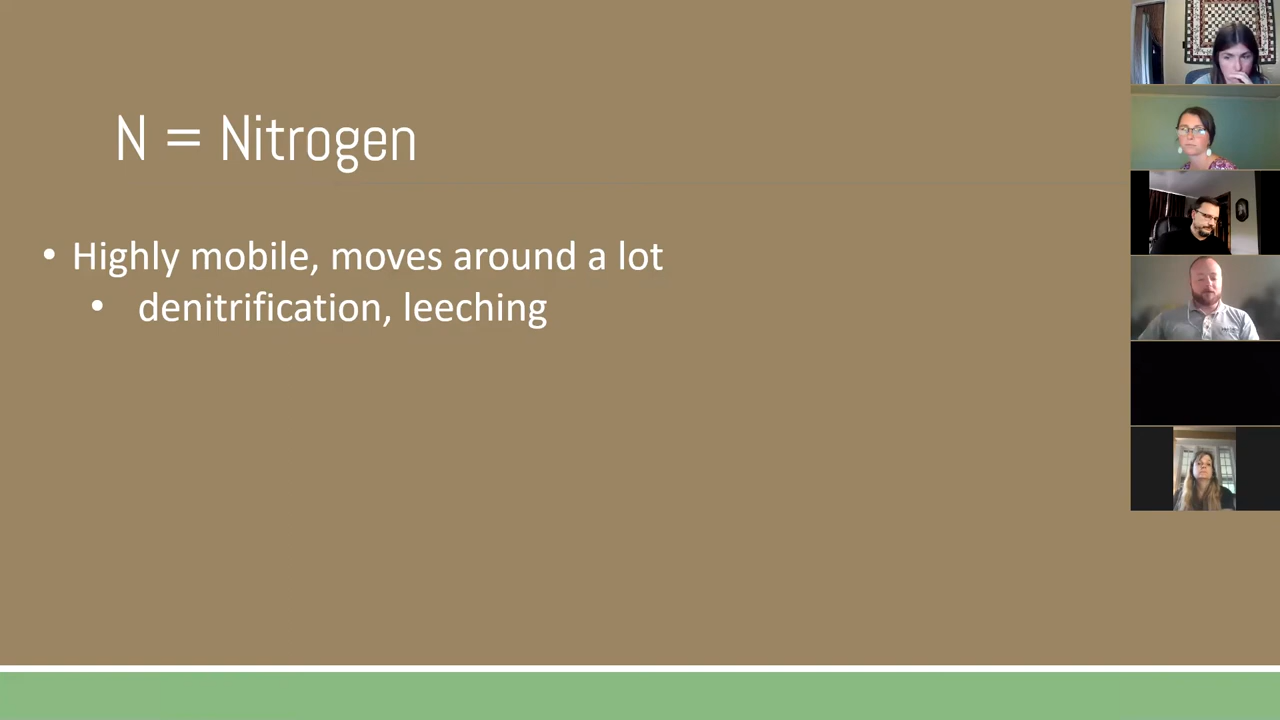 N = Nitrogen
• Highly mobile, moves around a lot
• denitrification, leeching